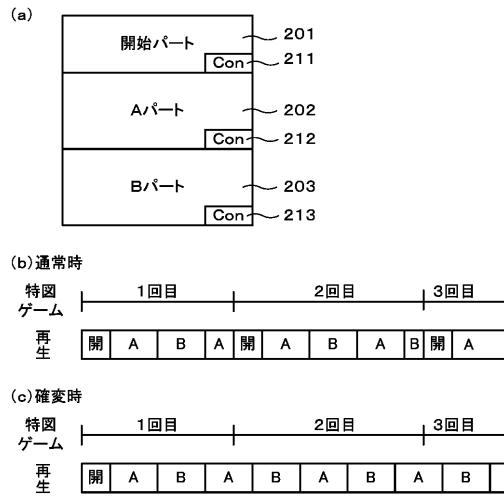 (a)
開始パート
201
Con
211
Aパート
202
Con
212
Bパート
203
Con
213
(b)通常時
特図
ゲーム
1回目 2回目 3回目
再
生
開 A B A 開 A B A B 開 A
(c)確変時
特図
ゲーム
1回目 2回目 3回目
再
生
開 A B A B A B A B